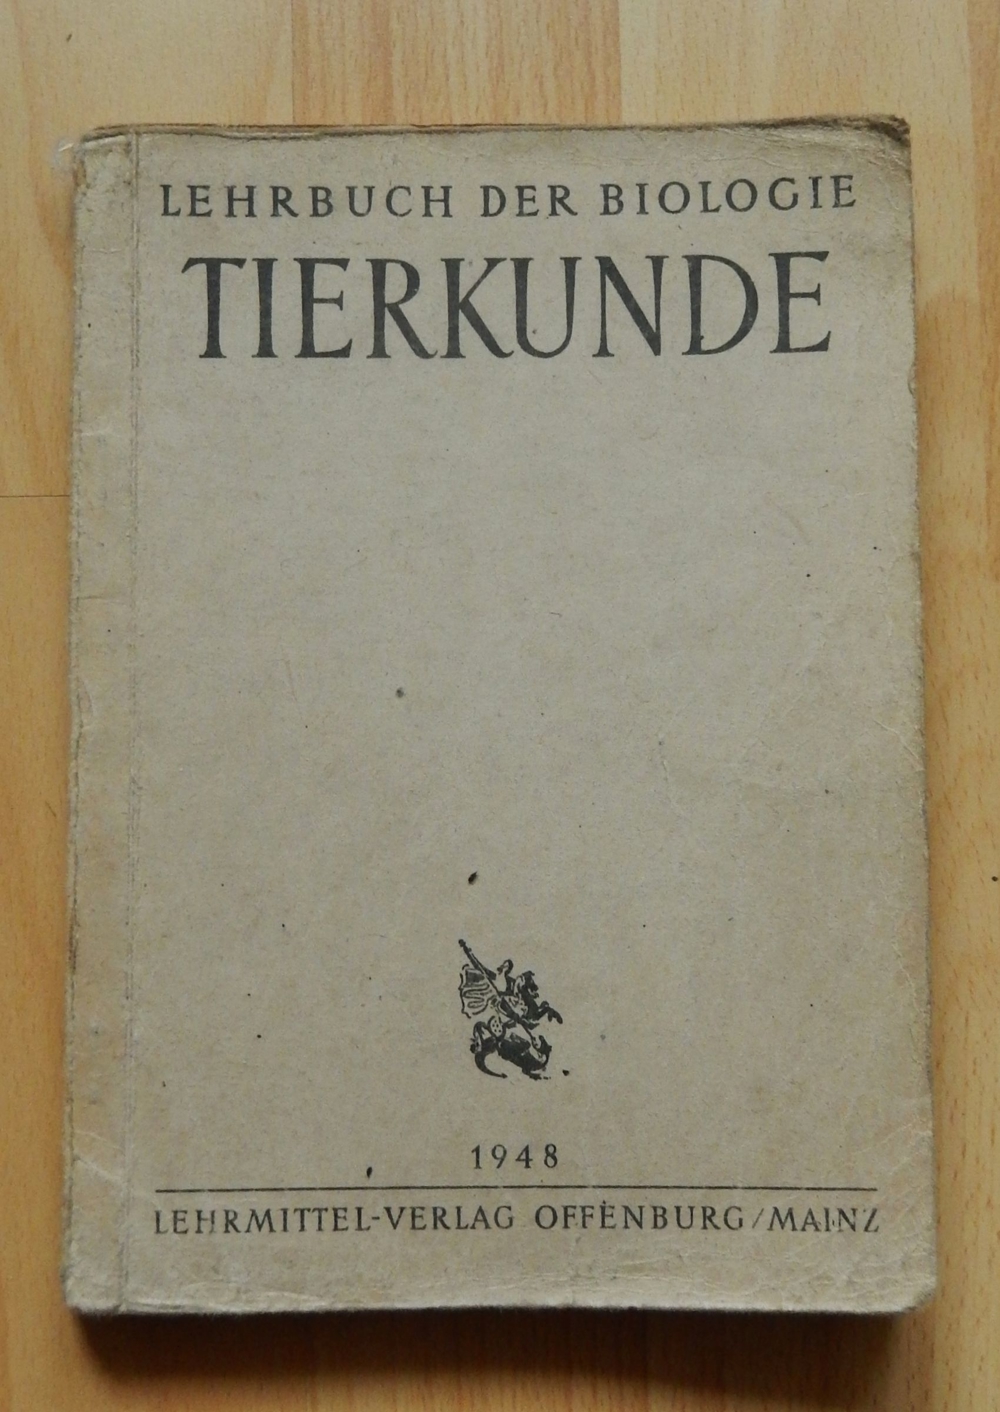 LEHRBUCH DER BIOLOGIE
TIERKUNDE
1948
LEHRMITTEL-VERLAG OFFENBURG/MAINZ